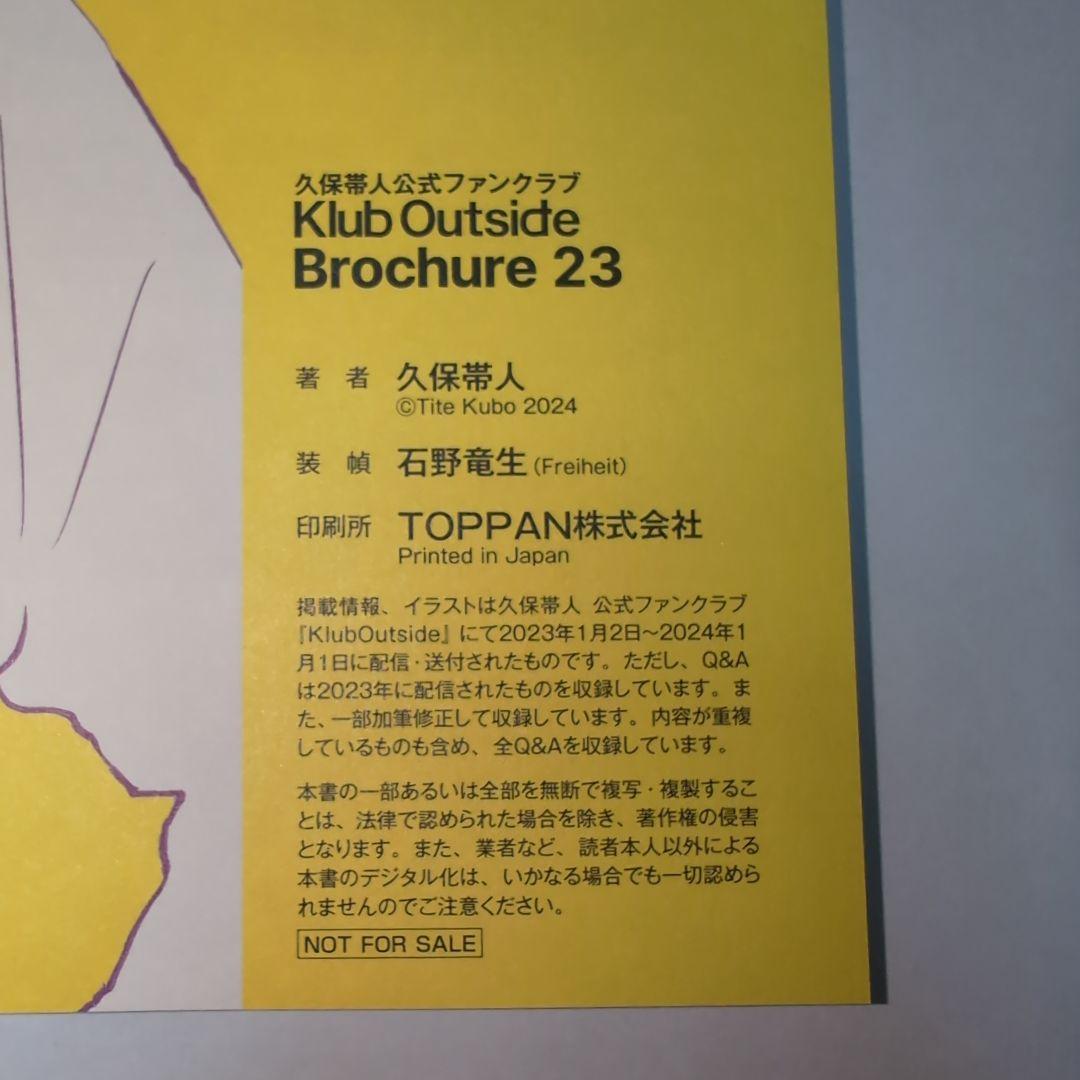 久保帯人公式ファンクラブ
Klub Outside
Brochure 23
著 者 久保帯人
©Tite Kubo 2024
装 幀 石野竜生(Freiheit)
印刷所 TOPPAN株式会社
Printed in Japan
掲載情報、イラストは久保帯人 公式ファンクラブ
『KlubOutside』にて2023年1月2日〜2024年1
月1日に配信・送付されたものです。ただし、Q&A
は2023年に配信されたものを収録しています。ま
た、一部加筆修正して収録しています。内容が重複
しているものも含め、全Q&Aを収録しています。
本書の一部あるいは全部を無断で複写・複製するこ
とは、法律で認められた場合を除き、著作権の侵害
となります。また、業者など、読者本人以外による
本書のデジタル化は、いかなる場合でも一切認めら
れませんのでご注意ください。
NOT FOR SALE